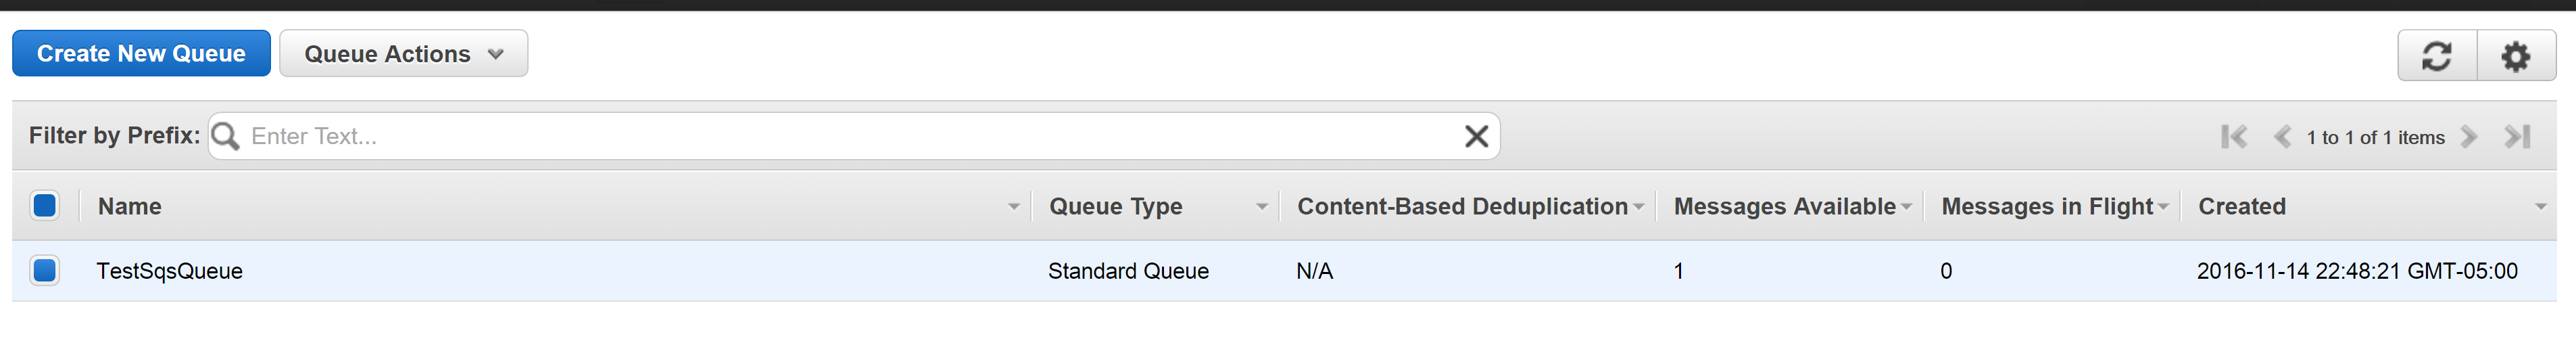 Create New Queue Queue Actions
Filter by Prefix: Enter Text... 1 to 1 of 1 items
Name Queue Type Content-Based Deduplication Messages Available Messages in Flight Created
TestSqsQueue Standard Queue N/A 1 0 2016-11-14 22:48:21 GMT-05:00